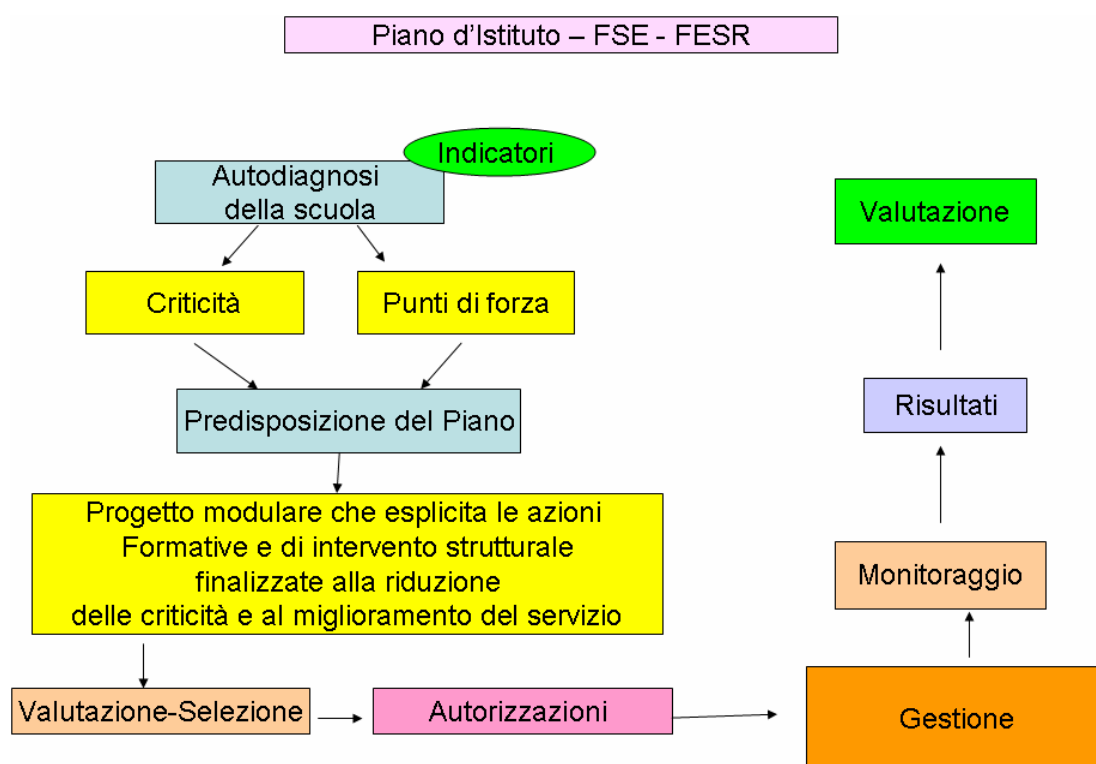 Piano d'Istituto – FSE - FESR
Indicatori
Autodiagnosi
della scuola
Criticità
Punti di forza
Predisposizione del Piano
Progetto modulare che esplicita le azioni
Formative e di intervento strutturale
finalizzate alla riduzione
delle criticità e al miglioramento del servizio
Valutazione-Selezione
Autorizzazioni
Gestione
Monitoraggio
Risultati
Valutazione